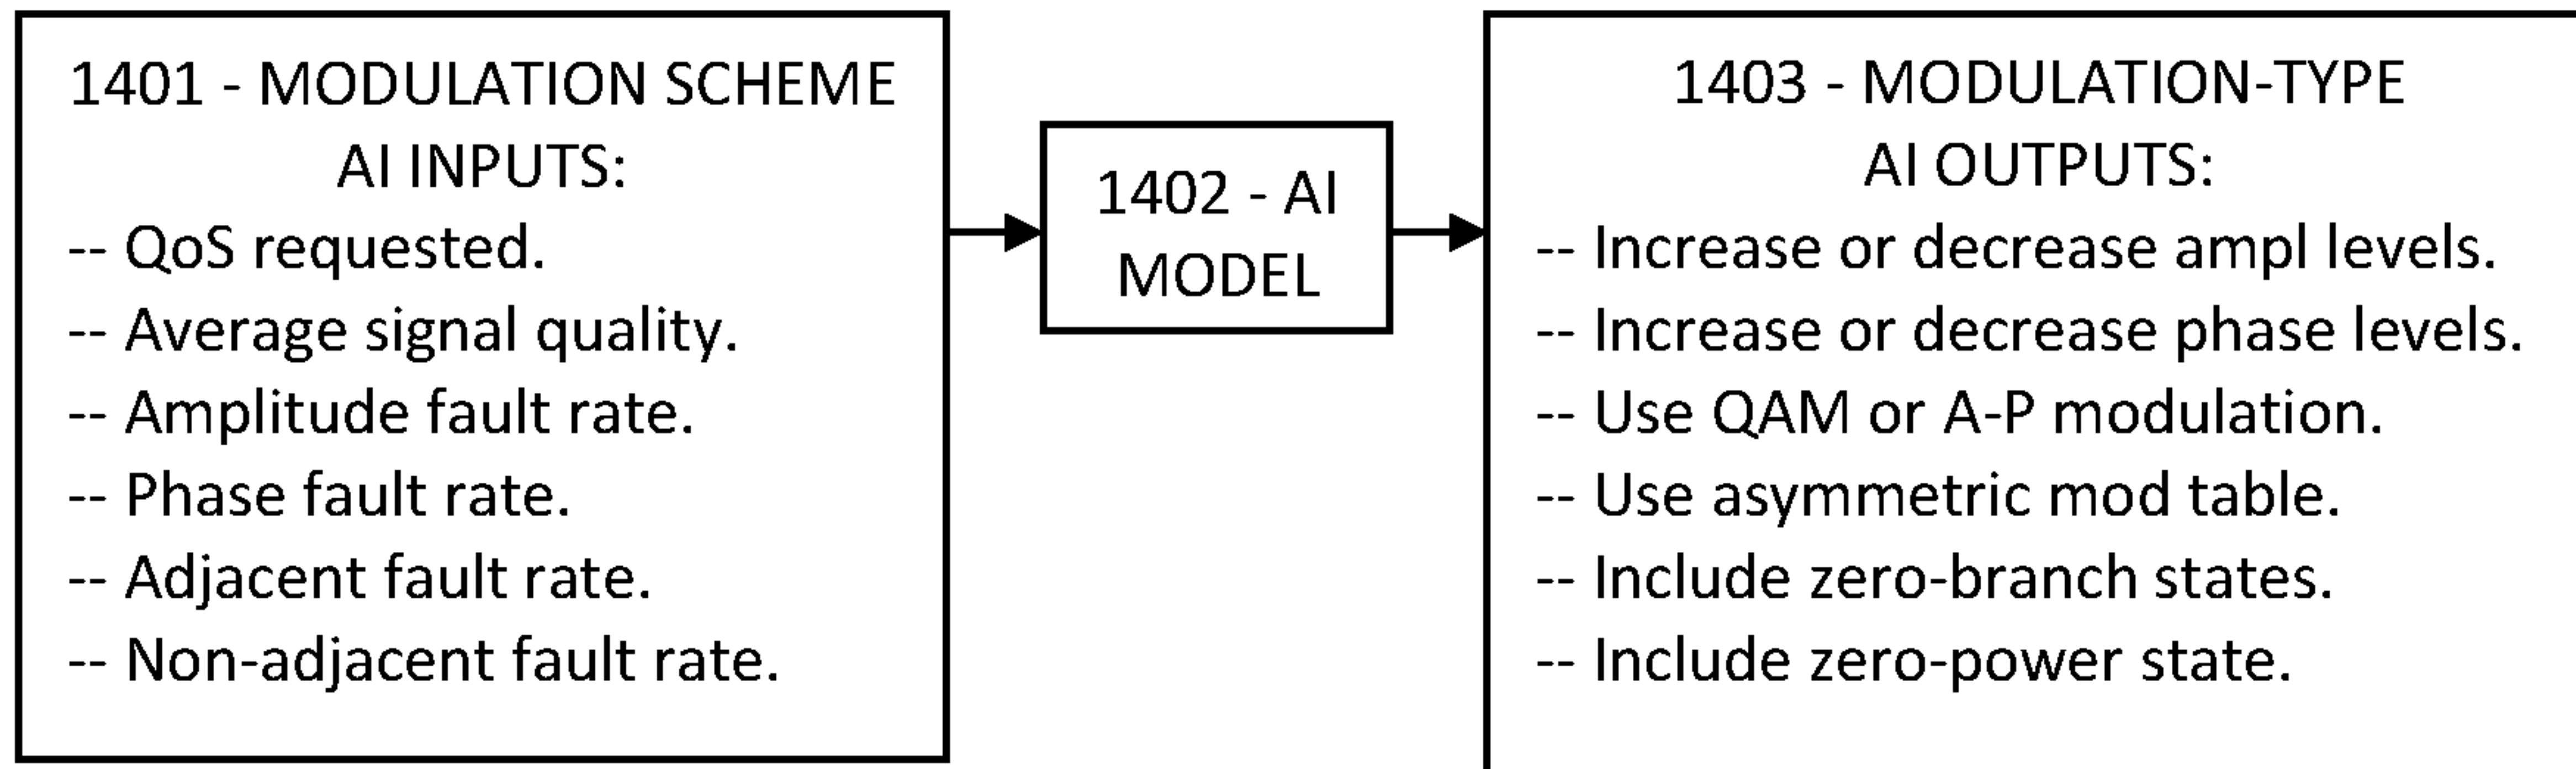 1401 - MODULATION SCHEME
AI INPUTS:
-- QoS requested.
-- Average signal quality.
-- Amplitude fault rate.
-- Phase fault rate.
-- Adjacent fault rate.
-- Non-adjacent fault rate.
1402 - AI
MODEL
1403 - MODULATION-TYPE
AI OUTPUTS:
-- Increase or decrease ampl levels.
-- Increase or decrease phase levels.
-- Use QAM or A-P modulation.
-- Use asymmetric mod table.
-- Include zero-branch states.
-- Include zero-power state.